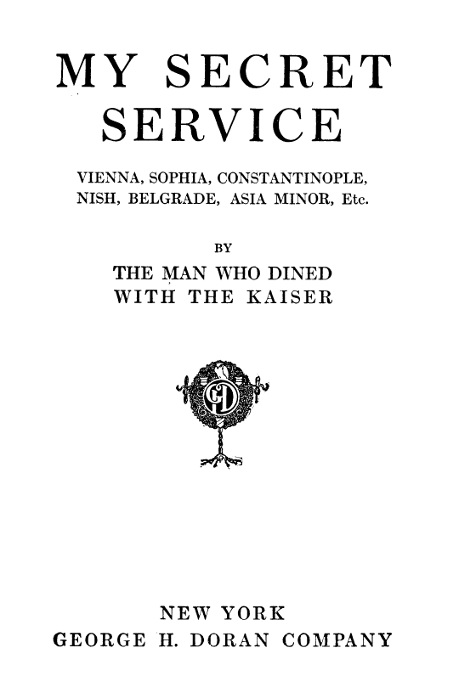 MY SECRET
SERVICE
VIENNA, SOPHIA, CONSTANTINOPLE,
NISH, BELGRADE, ASIA MINOR, Etc.
BY
THE MAN WHO DINED
WITH THE KAISER
GHD
NEW YORK
GEORGE H. DORAN COMPANY